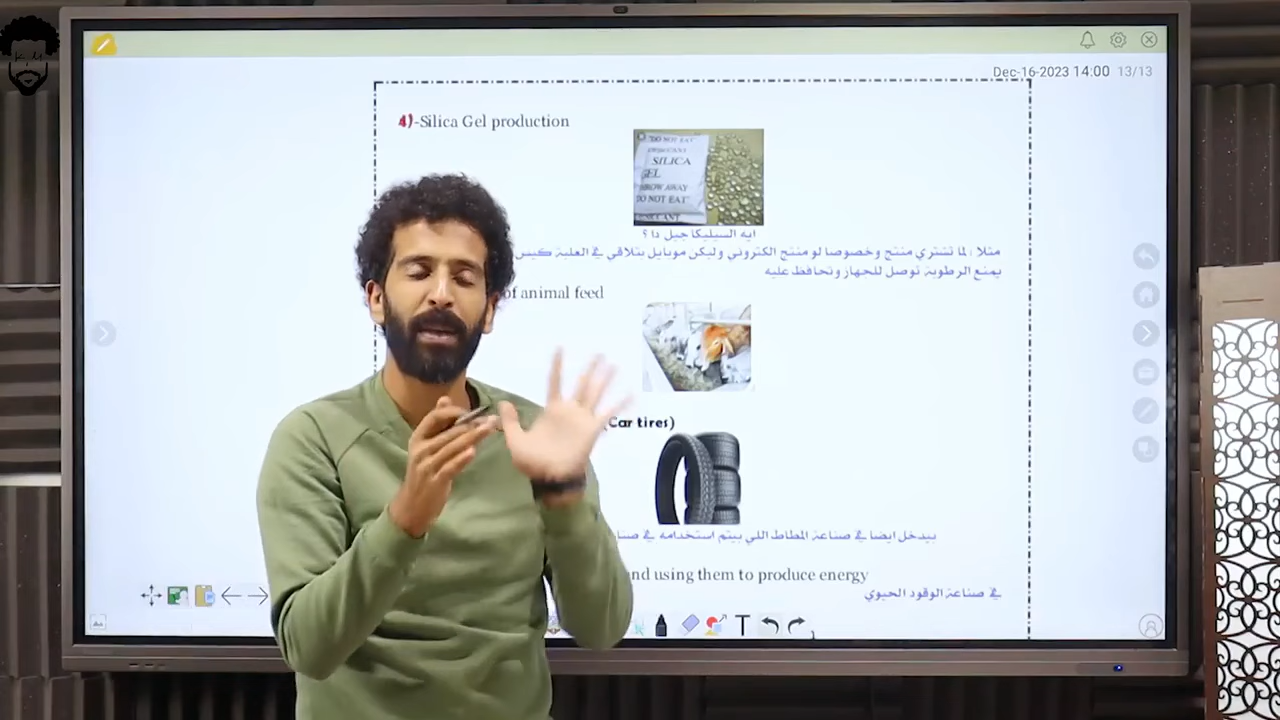 Dec-16-2023 14:00 13/13
4)-Silica Gel production
"DO NOT EAT"
SILICA
GEL
DO NOT EAT"
ايه السيليكا جيل دا ؟
مثلا : لما تشتري منتج وخصوصا لو منتج الكتروني وليكن موبايل بتلاقي في العلبة كيس
يمنع الرطوبة توصل للجهاز وتحافظ عليه
of animal feed
(Car tires)
بيدخل ايضا في صناعة المطاط اللي بيتم استخدامه في
nd using them to produce energy
في صناعة الوقود الحيوي
T